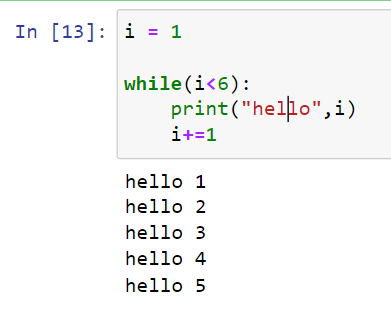 In [13]: i = 1
while(i<6):
    print("hello",i)
    i+=1
hello 1
hello 2
hello 3
hello 4
hello 5